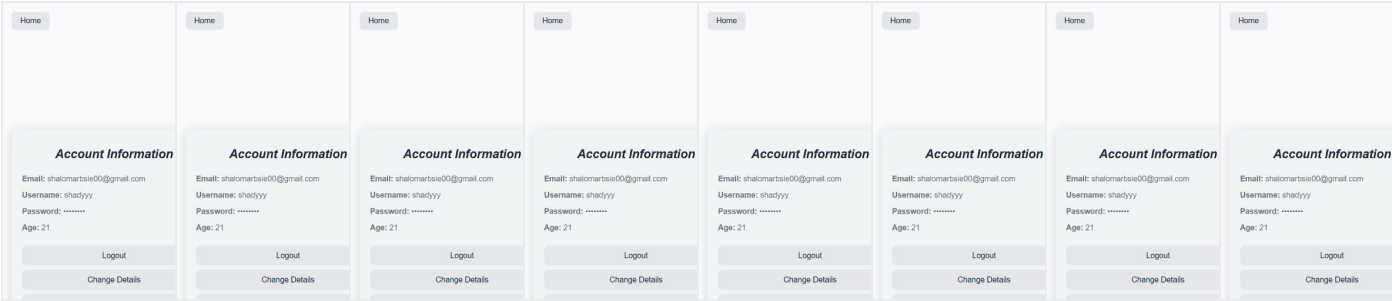 Home Home Home Home Home Home Home Home
Account Information Account Information Account Information Account Information Account Information Account Information Account Information Account Information
Email: shalomarbsie00@gmail.com Email: shalomarbsie00@gmail.com Email: shalomarbsie00@gmail.com Email: shalomarbsie00@gmail.com Email: shalomarbsie00@gmail.com Email: shalomarbsie00@gmail.com Email: shalomarbsie00@gmail.com Email: shalomarbsie00@gmail.com
Username: shadyyy Username: shadyyy Username: shadyyy Username: shadyyy Username: shadyyy Username: shadyyy Username: shadyyy Username: shadyyy
Password: •••••••• Password: •••••••• Password: •••••••• Password: •••••••• Password: •••••••• Password: •••••••• Password: •••••••• Password: ••••••••
Age: 21 Age: 21 Age: 21 Age: 21 Age: 21 Age: 21 Age: 21 Age: 21
Logout Logout Logout Logout Logout Logout Logout Logout
Change Details Change Details Change Details Change Details Change Details Change Details Change Details Change Details